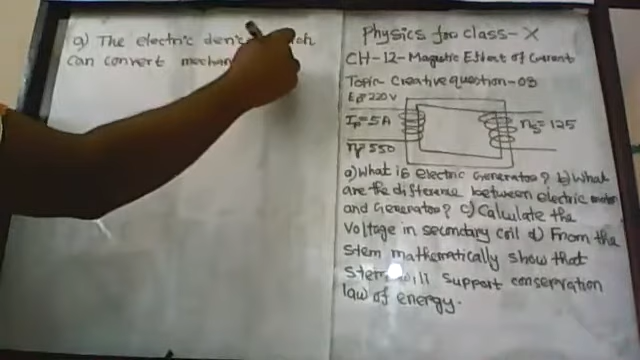 a) The electric
can convert mechan
Physics for class-X
CH-12-Magnetic Effect of Current
Topic-Creative question-03
Ep=220V
Ip=5A
ns=125
np=550
a) What is electric Generator? b) What
are the difference between electric motor
and Generator? c) Calculate the
Voltage in secondary coil d) From the
Stem mathematically show that
Stem will support conservation
law of energy.